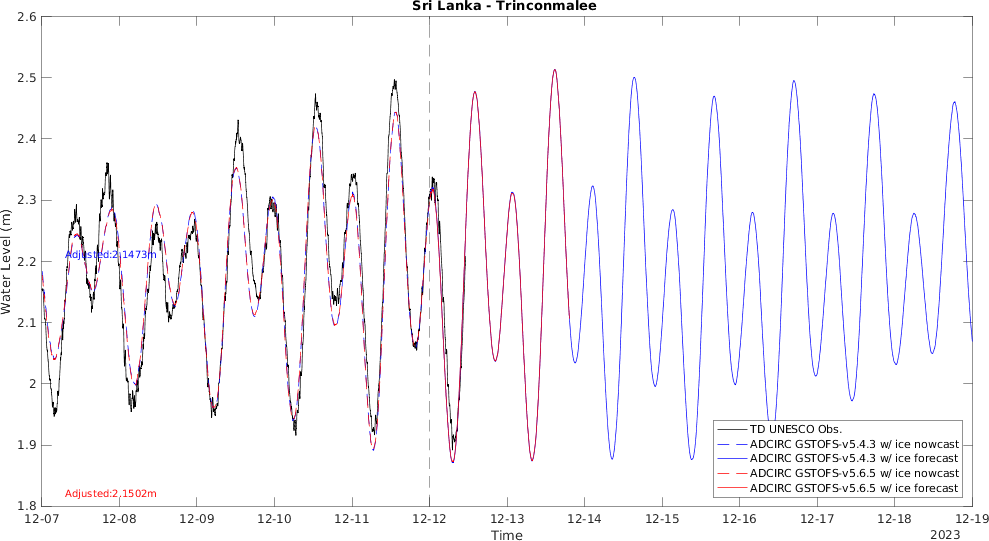 Sri Lanka - Trinconmalee
2.6
2.5
2.4
2.3
2.2
2.1
2
1.9
1.8
Water Level (m)
Adjusted:2.1473m
Adjusted:2.1502m
TD UNESCO Obs.
ADCIRC GSTOFS-v5.4.3 w/ ice nowcast
ADCIRC GSTOFS-v5.4.3 w/ ice forecast
ADCIRC GSTOFS-v5.6.5 w/ ice nowcast
ADCIRC GSTOFS-v5.6.5 w/ ice forecast
12-07 12-08 12-09 12-10 12-11 12-12 12-13 12-14 12-15 12-16 12-17 12-18 12-19
Time
2023